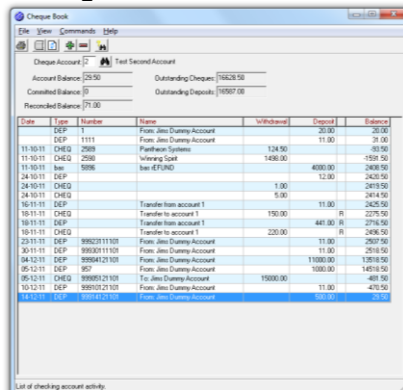 Cheque Book
File View Commands Help
Cheque Account: 2 Test Second Account
Account Balance: 29.50 Outstanding Cheques: 16628.50
Committed Balance: 0 Outstanding Deposits: 16587.00
Reconciled Balance: 71.00
Date Type Number Name Withdrawal Deposit Balance
DEP 1 From: Jims Dummy Account 20.00 20.00
DEP 1111 From: Jims Dummy Account 11.00 31.00
11-10-11 CHEQ 2589 Pantheon Systems 124.50 -93.50
11-10-11 CHEQ 2590 Winning Spirit 1498.00 -1591.50
11-10-11 bas 5896 bas rEFUND 4000.00 2408.50
24-10-11 DEP 12.00 2420.50
24-10-11 CHEQ 1.00 2419.50
24-10-11 CHEQ 5.00 2414.50
16-11-11 DEP Transfer from account 1 11.00 2425.50
18-11-11 CHEQ Transfer to account 1 150.00 R 2275.50
18-11-11 DEP Transfer from account 1 441.00 R 2716.50
18-11-11 CHEQ Transfer to account 1 220.00 R 2496.50
23-11-11 DEP 99923111101 From: Jims Dummy Account 11.00 2507.50
30-11-11 DEP 99930111101 From: Jims Dummy Account 11.00 2518.50
04-12-11 DEP 99904121101 From: Jims Dummy Account 11000.00 13518.50
05-12-11 DEP 957 From: Jims Dummy Account 1000.00 14518.50
05-12-11 CHEQ 99905121101 To: Jims Dummy Account 15000.00 -481.50
10-12-11 DEP 99910121101 From: Jims Dummy Account 11.00 -470.50
14-12-11 DEP 99914121101 From: Jims Dummy Account 500.00 29.50
List of checking account activity.